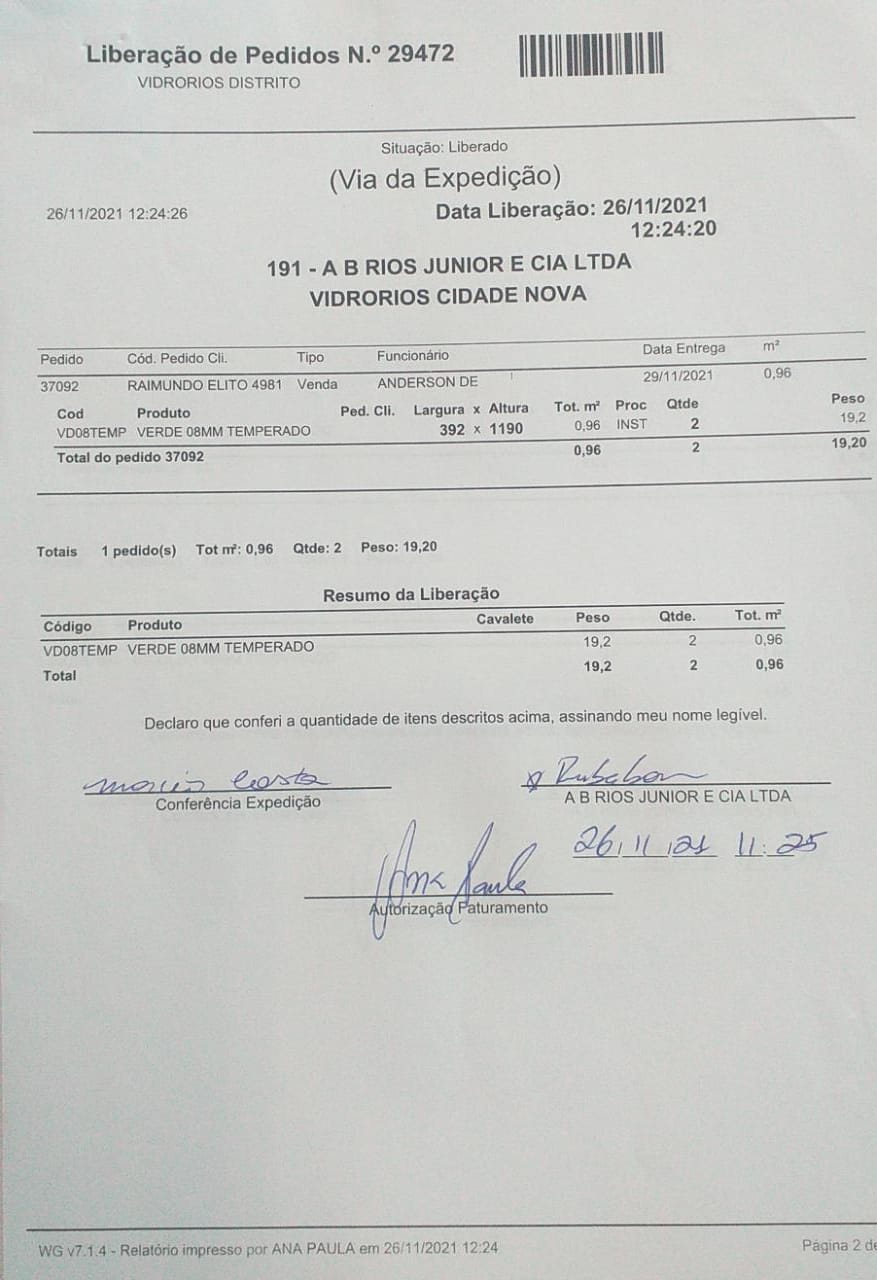 Liberação de Pedidos N.º 29472
VIDRORIOS DISTRITO
Situação: Liberado
(Via da Expedição)
26/11/2021 12:24:26 Data Liberação: 26/11/2021
12:24:20
191 - A B RIOS JUNIOR E CIA LTDA
VIDRORIOS CIDADE NOVA
Pedido Cód. Pedido Cli. Tipo Funcionário Data Entrega m²
37092 RAIMUNDO ELITO 4981 Venda ANDERSON DE 29/11/2021 0,96
Cod Produto Ped. Cli. Largura x Altura Tot. m² Proc Qtde Peso
VD08TEMP VERDE 08MM TEMPERADO 392 x 1190 0,96 INST 2 19,2
Total do pedido 37092 0,96 2 19,20
Totais 1 pedido(s) Tot m²: 0,96 Qtde: 2 Peso: 19,20
Resumo da Liberação
Código Produto Cavalete Peso Qtde. Tot. m²
VD08TEMP VERDE 08MM TEMPERADO 19,2 2 0,96
Total 19,2 2 0,96
Declaro que conferi a quantidade de itens descritos acima, assinando meu nome legível.
Costa
Conferência Expedição A B RIOS JUNIOR E CIA LTDA
26/11/21 11:25
Ana Paula
Autorização Faturamento
WG v7.1.4 - Relatório impresso por ANA PAULA em 26/11/2021 12:24 Página 2 de